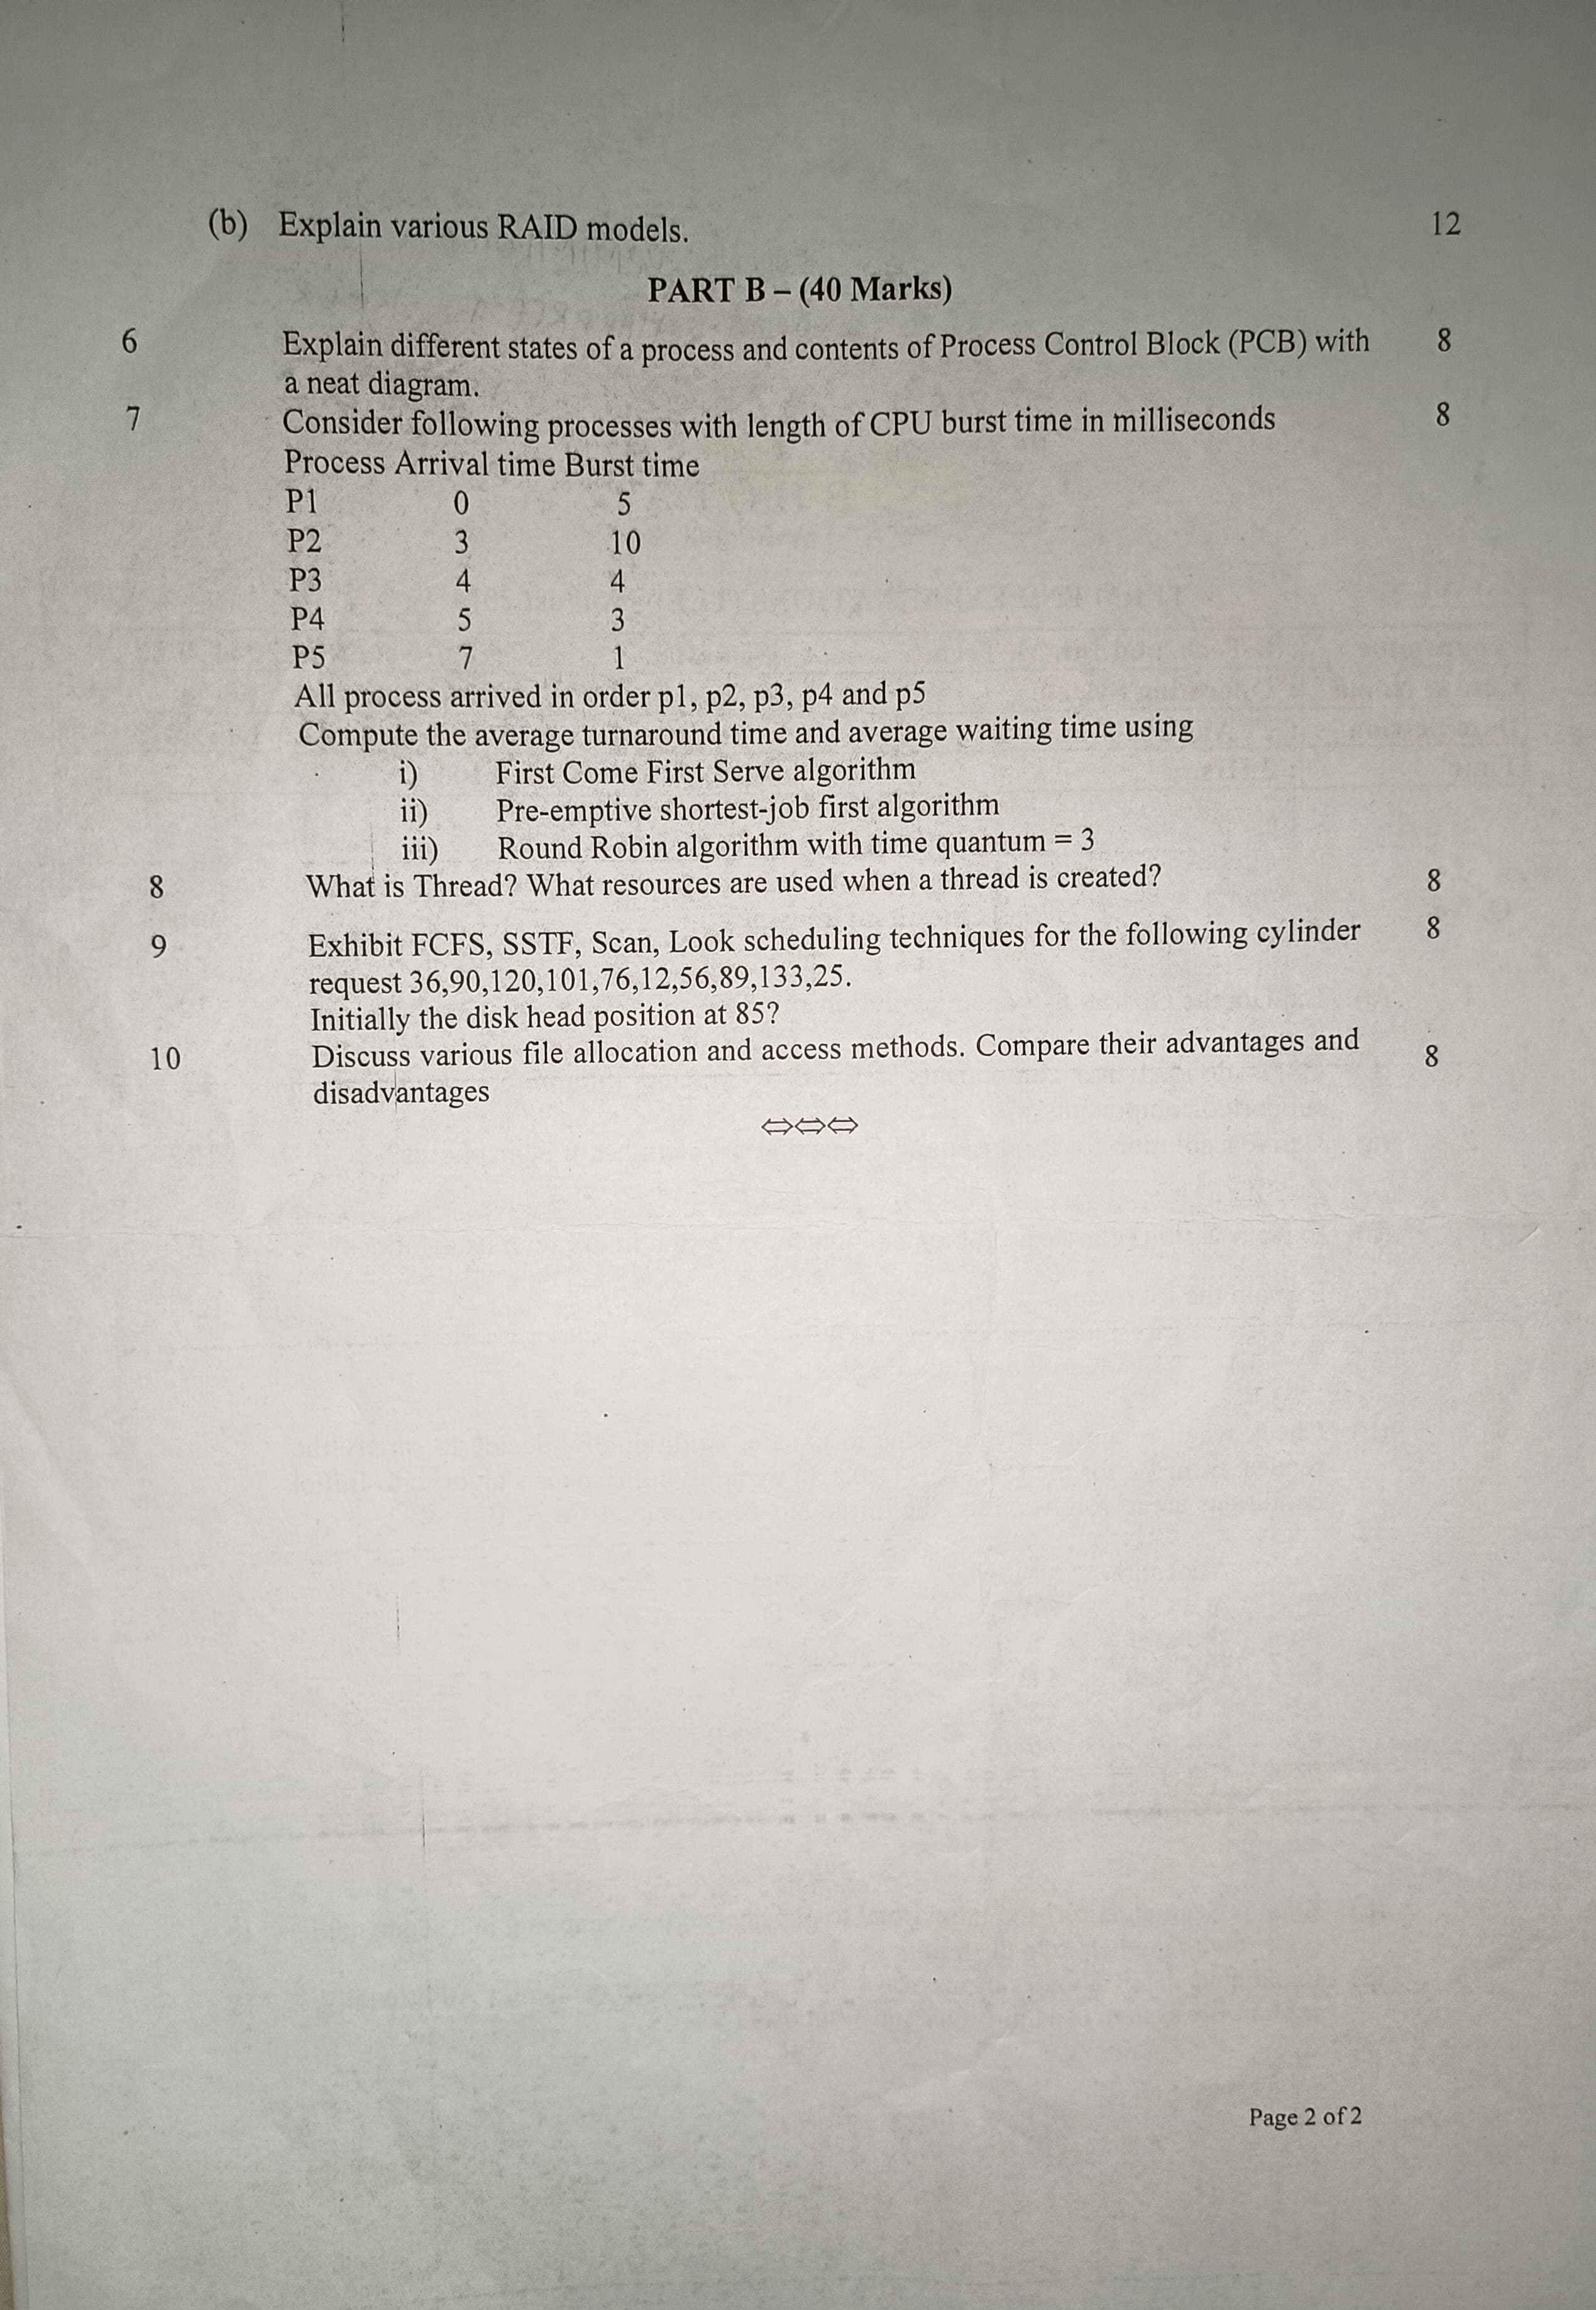 (b) Explain various RAID models. 12
PART B – (40 Marks)
6 Explain different states of a process and contents of Process Control Block (PCB) with 8
a neat diagram.
7 Consider following processes with length of CPU burst time in milliseconds 8
Process Arrival time Burst time
P1 0 5
P2 3 10
P3 4 4
P4 5 3
P5 7 1
All process arrived in order p1, p2, p3, p4 and p5
Compute the average turnaround time and average waiting time using
i) First Come First Serve algorithm
ii) Pre-emptive shortest-job first algorithm
iii) Round Robin algorithm with time quantum = 3
8 What is Thread? What resources are used when a thread is created? 8
9 Exhibit FCFS, SSTF, Scan, Look scheduling techniques for the following cylinder 8
request 36,90,120,101,76,12,56,89,133,25.
Initially the disk head position at 85?
10 Discuss various file allocation and access methods. Compare their advantages and 8
disadvantages
⇔⇔⇔
Page 2 of 2